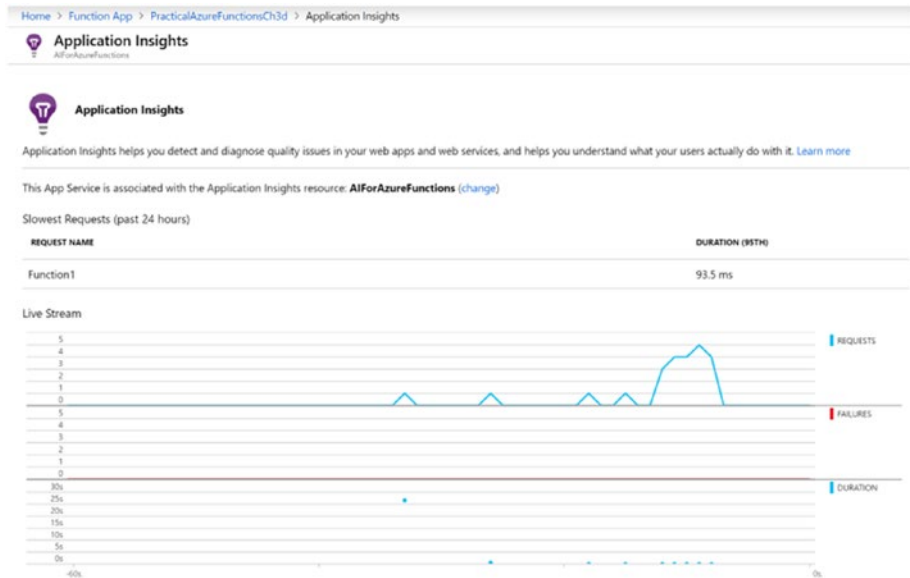 Home > Function App > PracticalAzureFunctionsCh3d > Application Insights
Application Insights
AIForAzureFunctions
Application Insights
Application Insights helps you detect and diagnose quality issues in your web apps and web services, and helps you understand what your users actually do with it. Learn more
This App Service is associated with the Application Insights resource: AIForAzureFunctions (change)
Slowest Requests (past 24 hours)
REQUEST NAME DURATION (95TH)
Function1 93.5 ms
Live Stream
5 REQUESTS
4
3
2
1
0
5 FAILURES
4
3
2
1
0
30s DURATION
25s
20s
15s
10s
5s
0s
-60s 0s